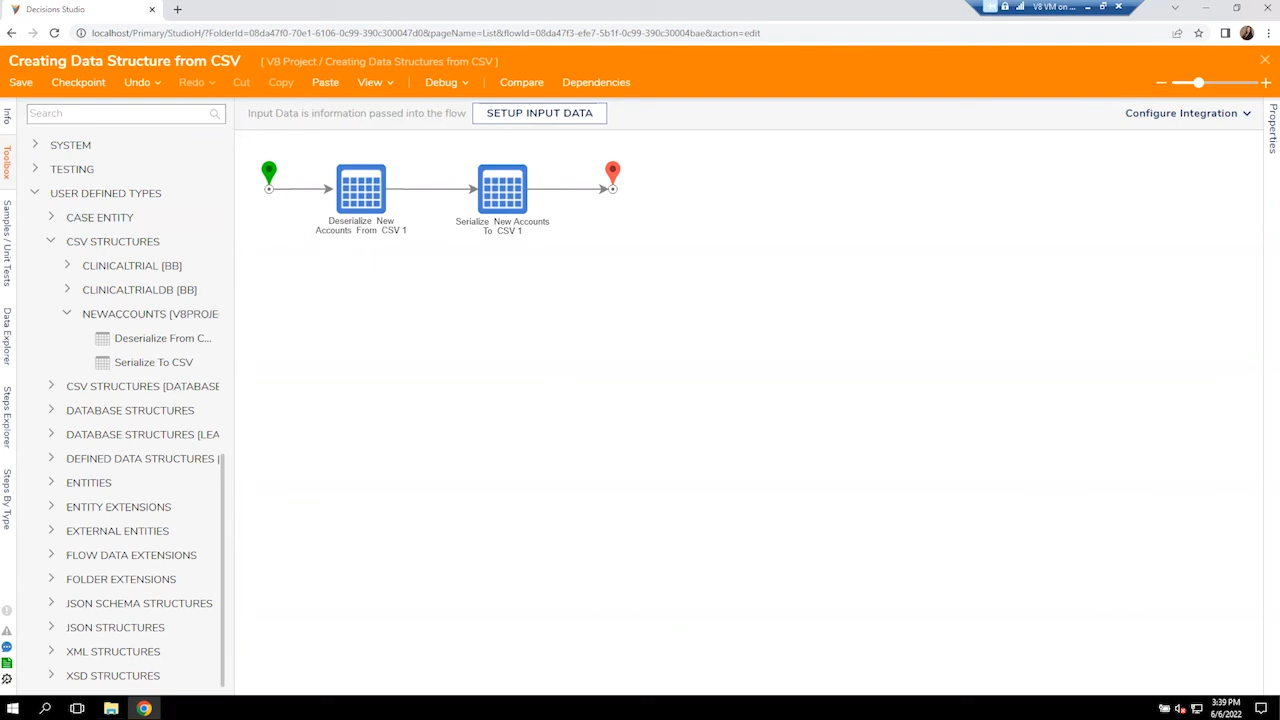 Decisions Studio
V8 VM on ...
localhost/Primary/StudioH/?FolderId=08da47f0-70e1-6106-0c99-390c300047d0&pageName=List&flowId=08da47f3-efe7-5b1f-0c99-390c30004bae&action=edit
Creating Data Structure from CSV
[ V8 Project / Creating Data Structures from CSV ]
Save
Checkpoint
Undo
Redo
Cut
Copy
Paste
View
Debug
Compare
Dependencies
Info
Toolbox
Samples / Unit Tests
Data Explorer
Steps Explorer
Steps By Type
Search
SYSTEM
TESTING
USER DEFINED TYPES
CASE ENTITY
CSV STRUCTURES
CLINICALTRIAL [BB]
CLINICALTRIALDB [BB]
NEWACCOUNTS [V8PROJE
Deserialize From C...
Serialize To CSV
CSV STRUCTURES [DATABASE
DATABASE STRUCTURES
DATABASE STRUCTURES [LEA
DEFINED DATA STRUCTURES [
ENTITIES
ENTITY EXTENSIONS
EXTERNAL ENTITIES
FLOW DATA EXTENSIONS
FOLDER EXTENSIONS
JSON SCHEMA STRUCTURES
JSON STRUCTURES
XML STRUCTURES
XSD STRUCTURES
Input Data is information passed into the flow
SETUP INPUT DATA
Configure Integration
Properties
Deserialize New
Accounts From CSV 1
Serialize New Accounts
To CSV 1
3:39 PM
6/6/2022